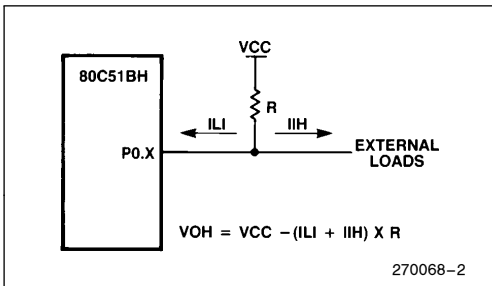 VCC
80C51BH
R
ILI IIH
P0.X EXTERNAL
LOADS
VOH = VCC –(ILI + IIH) X R
270068–2